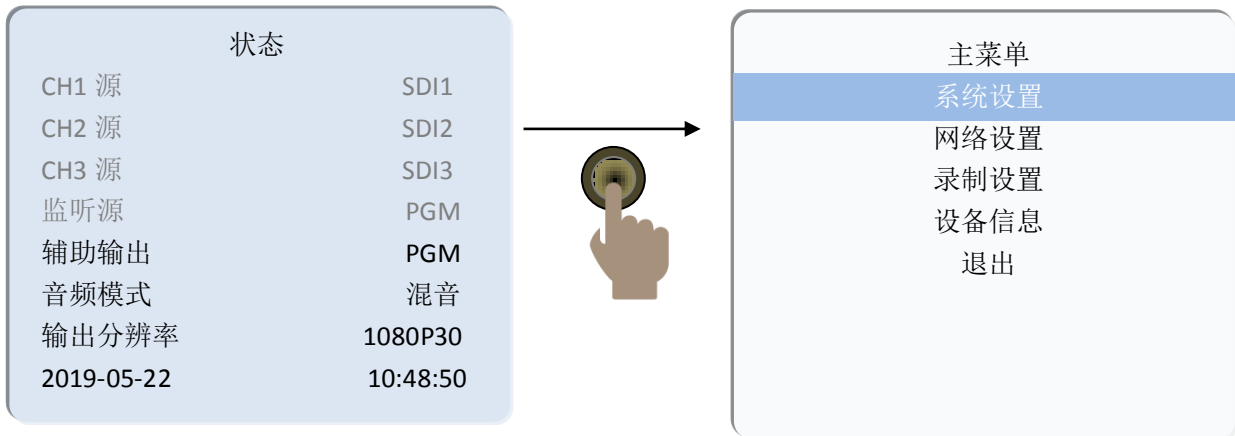 状态
CH1 源 SDI1
CH2 源 SDI2
CH3 源 SDI3
监听源 PGM
辅助输出 PGM
音频模式 混音
输出分辨率 1080P30
2019-05-22 10:48:50
主菜单
系统设置
网络设置
录制设置
设备信息
退出